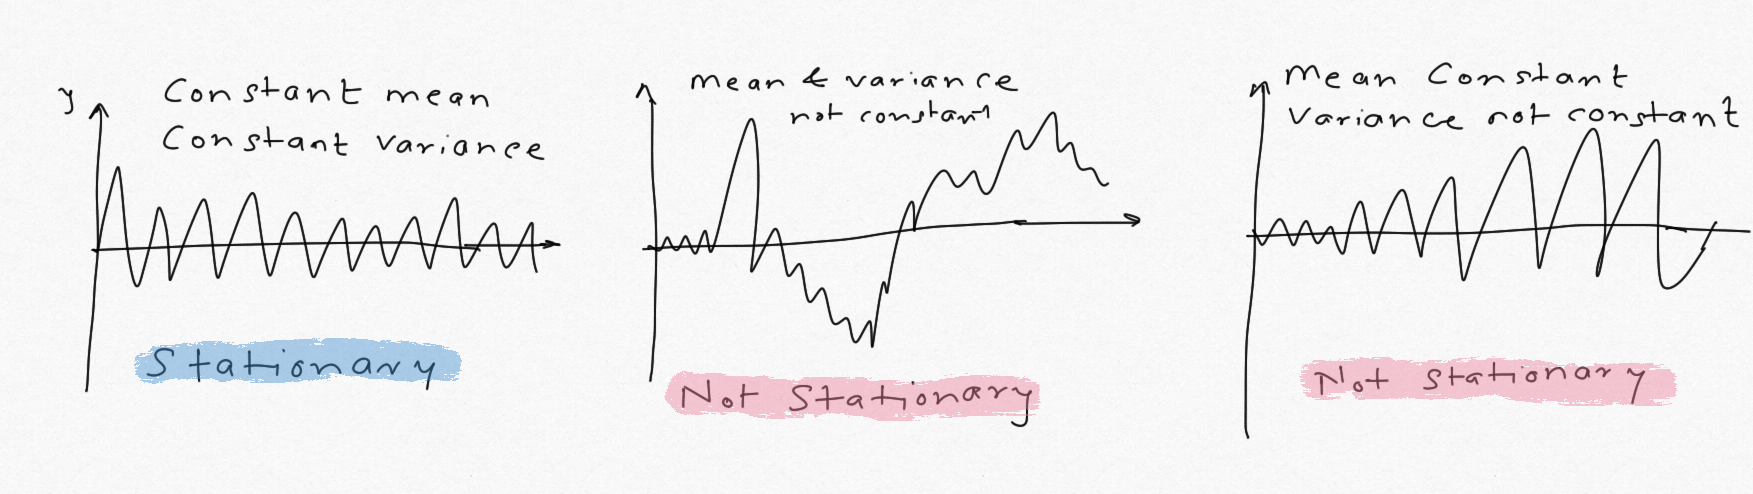 y
Constant mean
Constant variance
Stationary
mean & variance
not constant
Not Stationary
Mean Constant
Variance not constant
Not Stationary